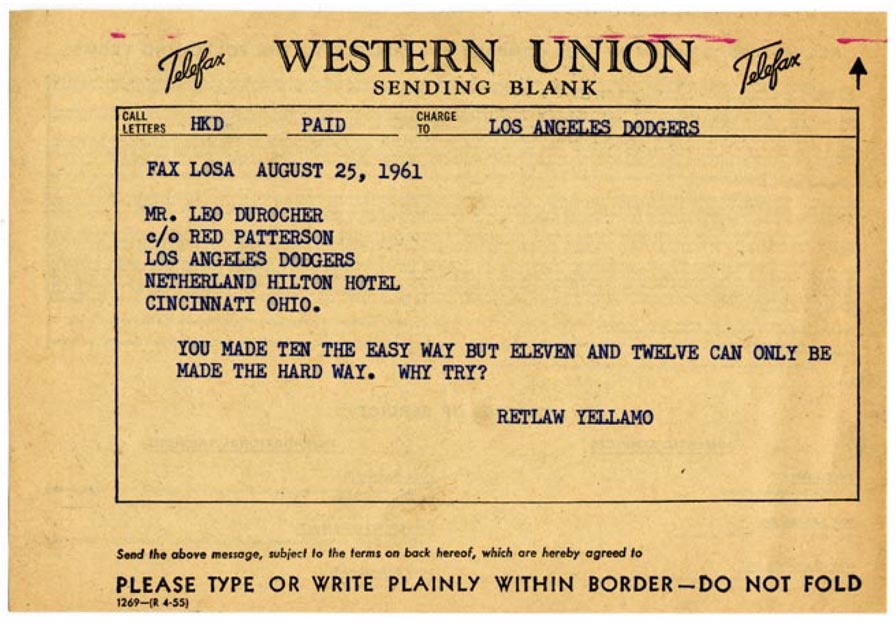 Telefax WESTERN UNION Telefax
SENDING BLANK
CALL LETTERS HKD PAID CHARGE TO LOS ANGELES DODGERS
FAX LOSA AUGUST 25, 1961
MR. LEO DUROCHER
c/o RED PATTERSON
LOS ANGELES DODGERS
NETHERLAND HILTON HOTEL
CINCINNATI OHIO.
YOU MADE TEN THE EASY WAY BUT ELEVEN AND TWELVE CAN ONLY BE
MADE THE HARD WAY. WHY TRY?
RETLAW YELLAMO
Send the above message, subject to the terms on back hereof, which are hereby agreed to
PLEASE TYPE OR WRITE PLAINLY WITHIN BORDER—DO NOT FOLD
1269—(R 4-55)